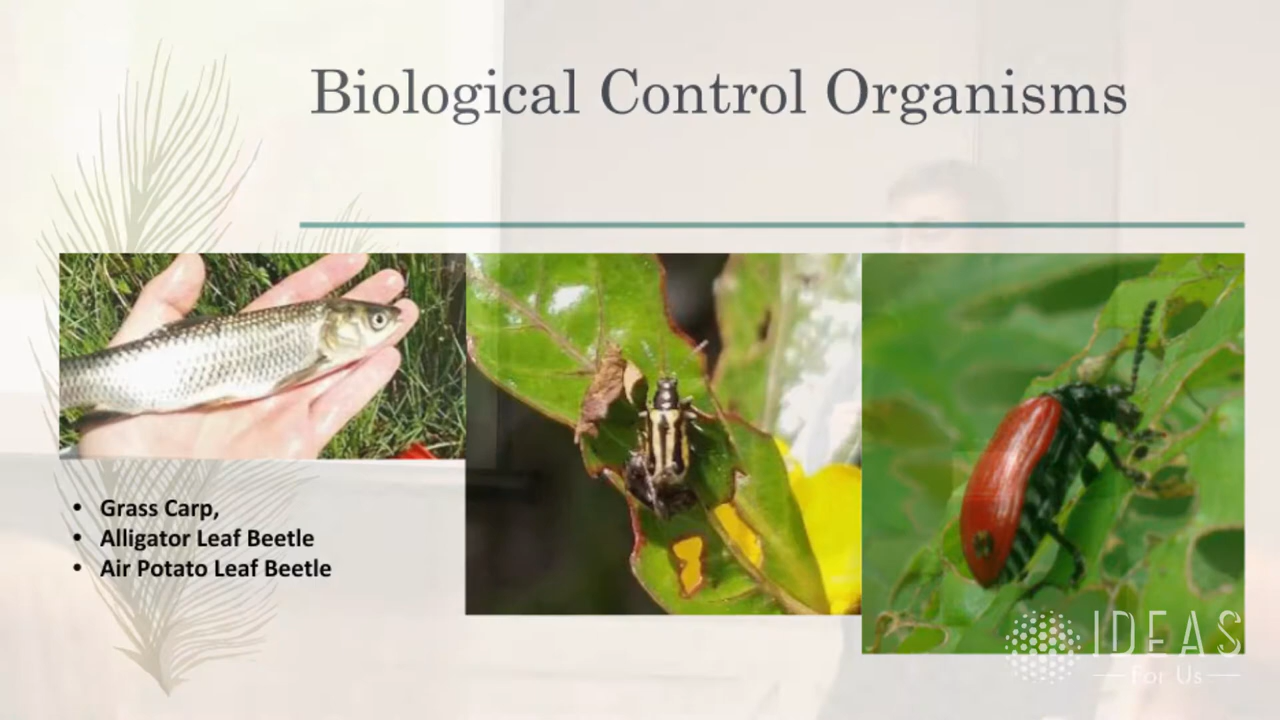 Biological Control Organisms
• Grass Carp,
• Alligator Leaf Beetle
• Air Potato Leaf Beetle
IDEAS
For Us